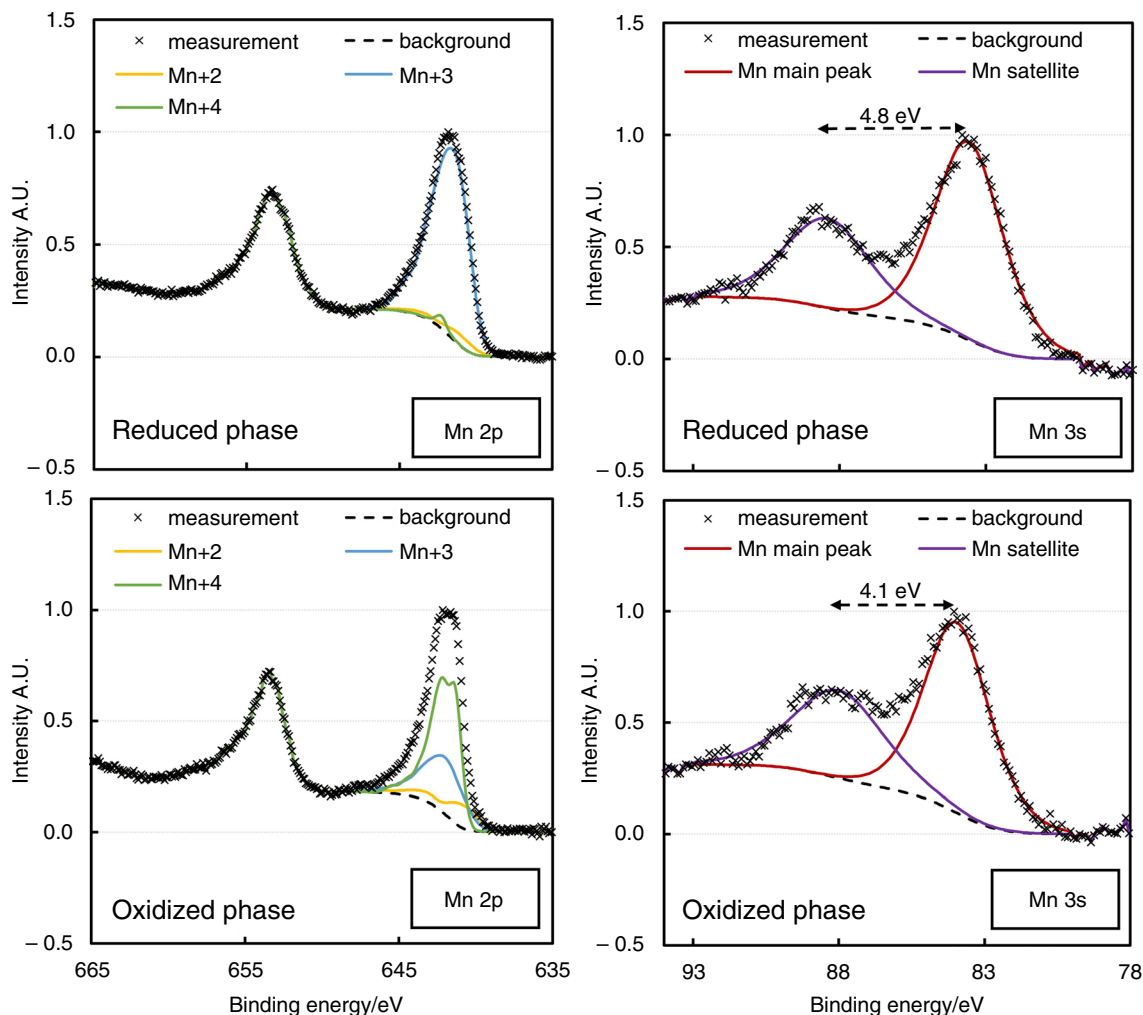 1.5
× measurement
background
Mn+2
Mn+3
Mn+4
1.0
0.5
0.0
– 0.5
Intensity A.U.
Reduced phase
Mn 2p
1.5
× measurement
background
Mn main peak
Mn satellite
4.8 eV
1.0
0.5
0.0
– 0.5
Intensity A.U.
Reduced phase
Mn 3s
1.5
× measurement
background
Mn+2
Mn+3
Mn+4
1.0
0.5
0.0
– 0.5
Intensity A.U.
Oxidized phase
Mn 2p
665
655
645
635
Binding energy/eV
1.5
× measurement
background
Mn main peak
Mn satellite
4.1 eV
1.0
0.5
0.0
– 0.5
Intensity A.U.
Oxidized phase
Mn 3s
93
88
83
78
Binding energy/eV